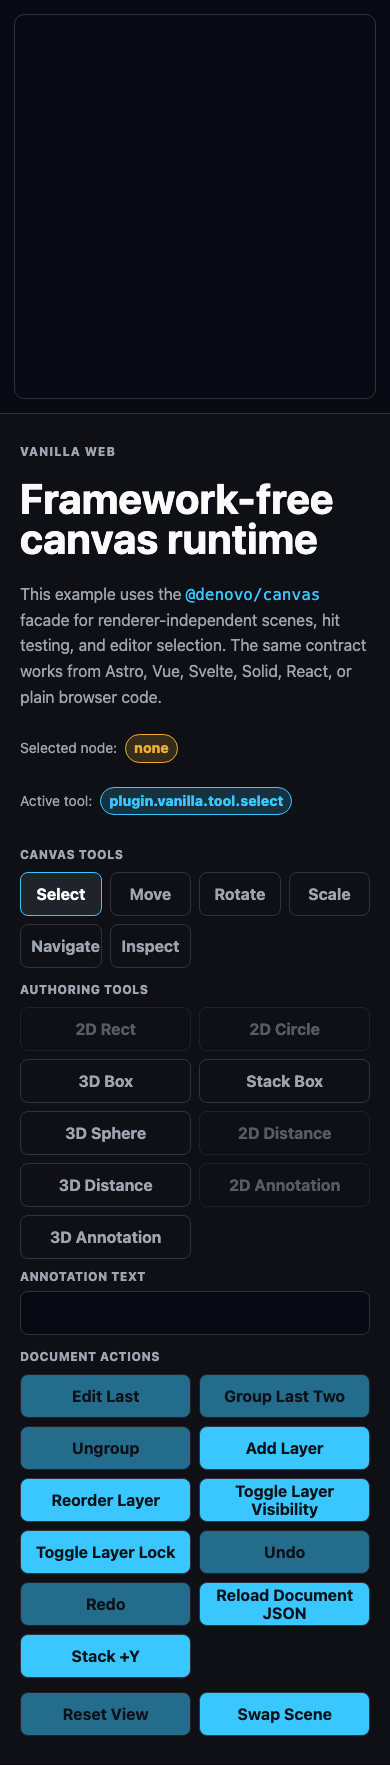 VANILLA WEB
Framework-free
canvas runtime
This example uses the @denovo/canvas
facade for renderer-independent scenes, hit
testing, and editor selection. The same contract
works from Astro, Vue, Svelte, Solid, React, or
plain browser code.
Selected node: none
Active tool: plugin.vanilla.tool.select
CANVAS TOOLS
Select Move Rotate Scale
Navigate Inspect
AUTHORING TOOLS
2D Rect 2D Circle
3D Box Stack Box
3D Sphere 2D Distance
3D Distance 2D Annotation
3D Annotation
ANNOTATION TEXT
DOCUMENT ACTIONS
Edit Last Group Last Two
Ungroup Add Layer
Reorder Layer Toggle Layer
Visibility
Toggle Layer Lock Undo
Redo Reload Document
JSON
Stack +Y
Reset View Swap Scene